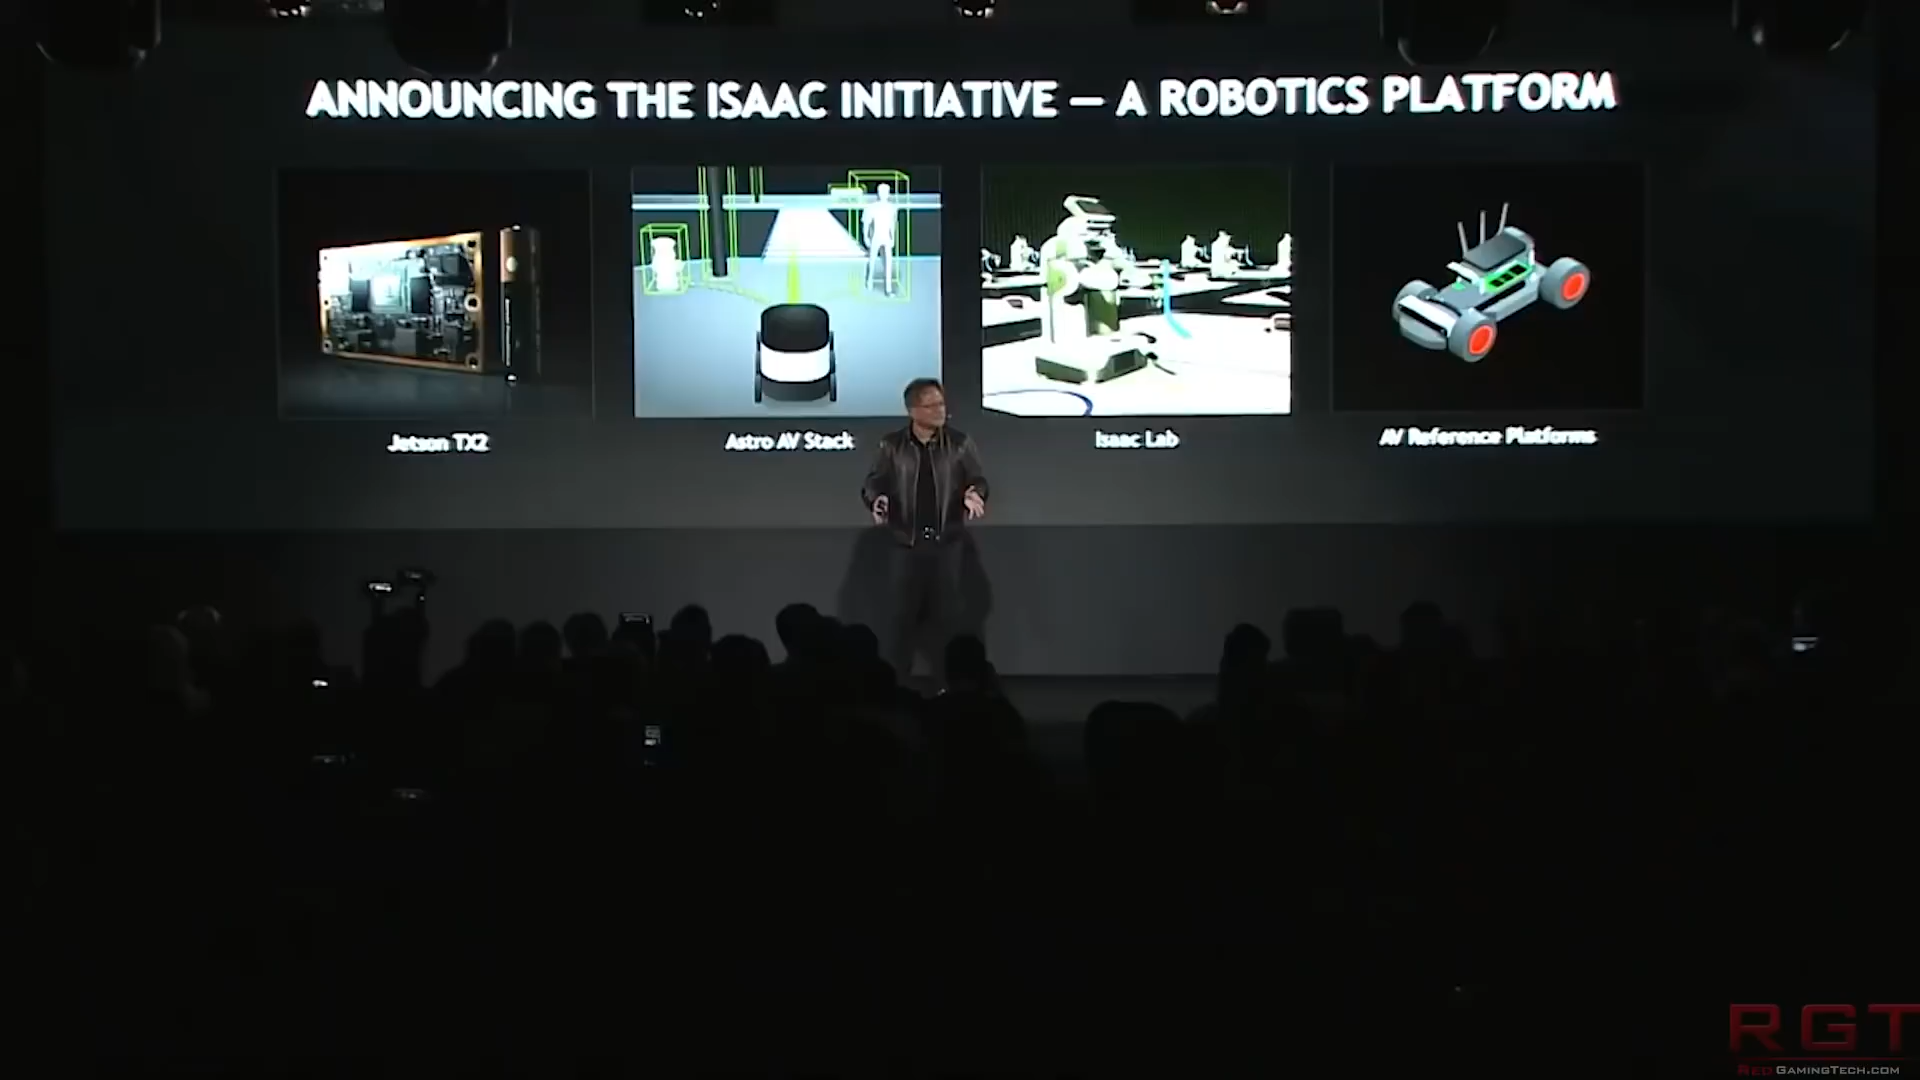 ANNOUNCING THE ISAAC INITIATIVE — A ROBOTICS PLATFORM
Jetson TX2
Astro AV Stack
Isaac Lab
AV Reference Platforms
RGT
REDGAMINGTECH.COM